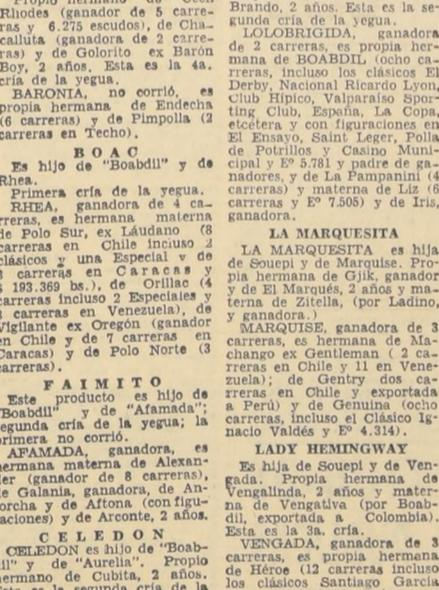 Rhodes (ganador de 5 carre-
ras y 6.275 escudos), de Cha-
calluta (ganadora de 2 carre-
ras) y de Golorito ex Barón
Boy, 2 años. Esta es la 4a.
cría de la yegua.
BARONIA, no corrió, es
propia hermana de Endecha
(6 carreras) y de Pimpolla (2
carreras en Techo).
BOAC
Es hijo de "Boabdil" y de
Rhea.
Primera cría de la yegua.
RHEA, ganadora de 4 ca-
rreras, es hermana materna
de Polo Sur, ex Láudano (8
carreras en Chile incluso 2
clásicos y una Especial y de
carreras en Caracas y
193.369 bs.), de Orillac (4
carreras incluso 2 Especiales y
carreras en Venezuela), de
Vigilante ex Oregón (ganador
en Chile y de 7 carreras en
Caracas) y de Polo Norte (3
carreras).
FAIMITO
Este producto es hijo de
"Boabdil" y de "Afamada";
segunda cría de la yegua; la
primera no corrió.
AFAMADA, ganadora, es
hermana materna de Alexan-
der (ganador de 8 carreras),
de Galania, ganadora, de An-
torcha y de Aftona (con figu-
raciones) y de Arconte, 2 años.
CELEDON
CELEDON es hijo de "Boab-
dil" y de "Aurelia". Propio
hermano de Cubita, 2 años.
Esta es la segunda cría de la
Brando, 2 años. Esta es la se-
gunda cría de la yegua.
LOLOBRIGIDA, ganadora
de 2 carreras, es propia her-
mana de BOABDIL (ocho ca-
rreras, incluso los clásicos El
Derby, Nacional Ricardo Lyon,
Club Hípico, Valparaíso Spor-
ting Club, España, La Copa,
etcétera y con figuraciones en
El Ensayo, Saint Leger, Polla
de Potrillos y Casino Muni-
cipal y Eº 5.781 y padre de ga-
nadores, y de La Pampanini (4
carreras) y materna de Liz (6
carreras y Eº 7.505) y de Iris,
ganadora.
LA MARQUESITA
LA MARQUESITA es hija
de Souepi y de Marquise. Pro-
pia hermana de Gjik, ganador
y de El Marqués, 2 años y ma-
terna de Zitella, (por Ladino,
y ganadora.)
MARQUISE, ganadora de 3
carreras, es hermana de Ma-
chango ex Gentleman ( 2 ca-
rreras en Chile y 11 en Vene-
zuela); de Gentry dos ca-
rreras en Chile y exportada
a Perú) y de Genuina (ocho
carreras, incluso el Clásico Ig-
nacio Valdés y Eº 4.314).
LADY HEMINGWAY
Es hija de Souepi y de Ven-
gada. Propia hermana de
Vengalinda, 2 años y mater-
na de Vengativa (por Boab-
dil, exportada a Colombia).
Esta es la 3a. cría.
VENGADA, ganadora de 3
carreras, es propia hermana
de Héroe (12 carreras incluso
los clásicos Santiago García